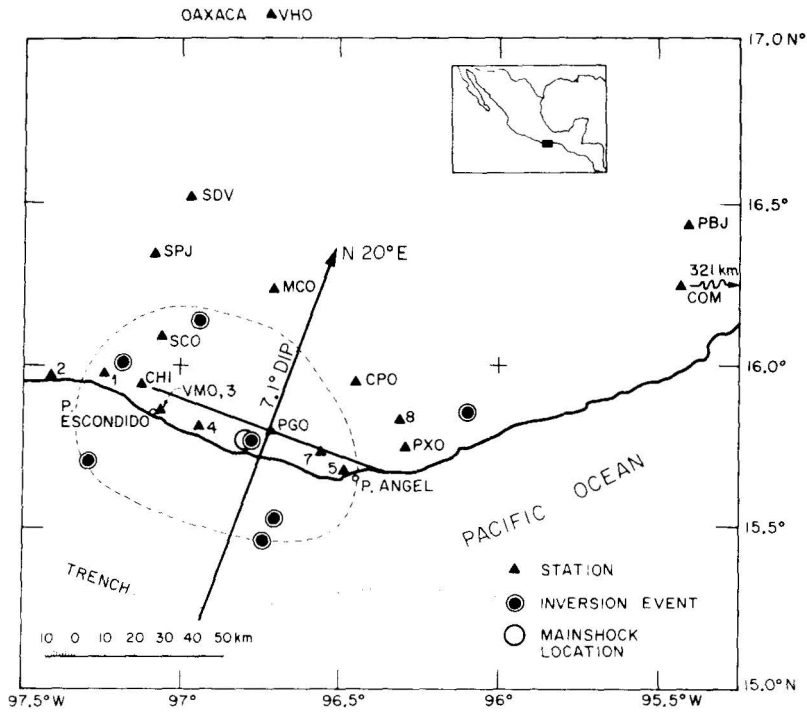 OAXACA ▲ VHO
17.0 N°
SDV
16.5°
SPJ
N 20°E
PBJ
MCO
321 km
COM
7.1° DIP
SCO
2
1
CHI
VMO, 3
CPO
16.0°
P. ESCONDIDO
4
PGO
8
PXO
7
5
P. ANGEL
PACIFIC OCEAN
15.5°
TRENCH
▲ STATION
INVERSION EVENT
MAINSHOCK LOCATION
10 0 10 20 30 40 50 km
15.0° N
97.5° W
97°
96.5°
96°
95.5°